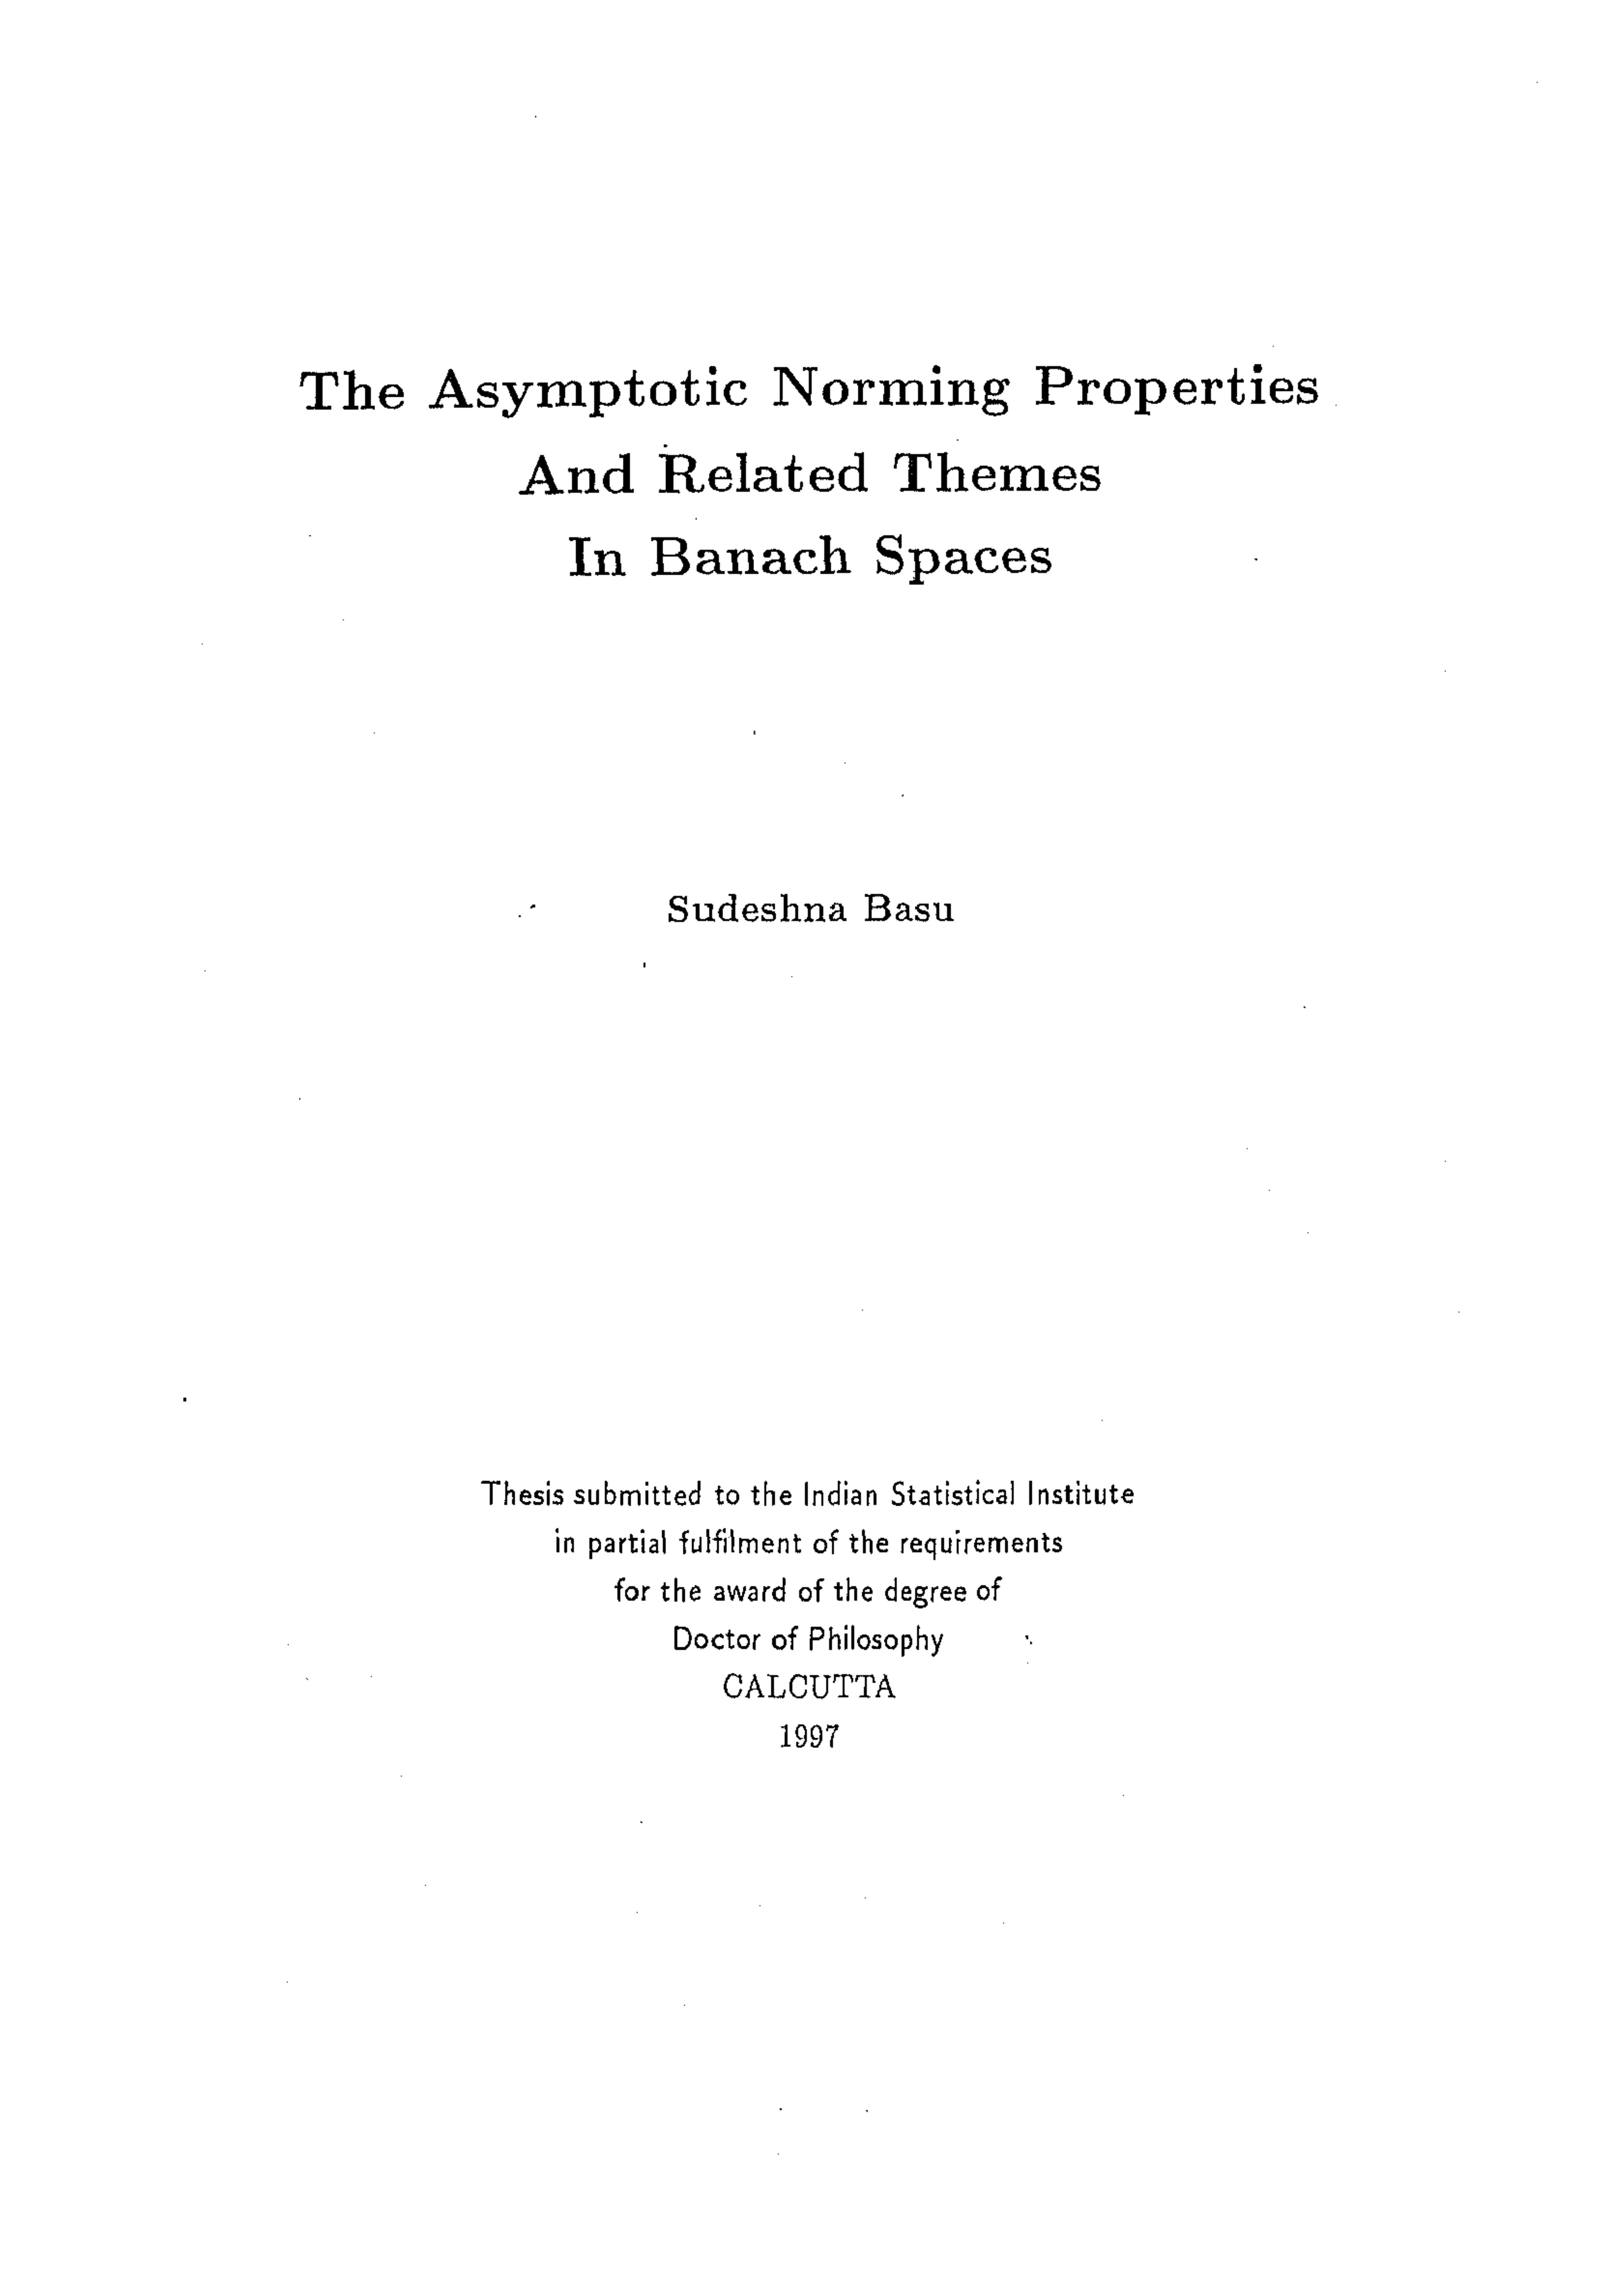 The Asymptotic Norming Properties
And Related Themes
In Banach Spaces
Sudeshna Basu
Thesis submitted to the Indian Statistical Institute
in partial fulfilment of the requirements
for the award of the degree of
Doctor of Philosophy
CALCUTTA
1997